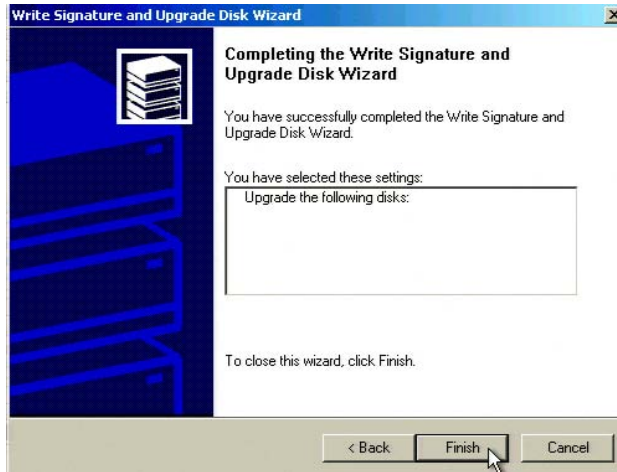 Write Signature and Upgrade Disk Wizard
Completing the Write Signature and
Upgrade Disk Wizard
You have successfully completed the Write Signature and
Upgrade Disk Wizard.
You have selected these settings:
Upgrade the following disks:
To close this wizard, click Finish.
< Back Finish Cancel